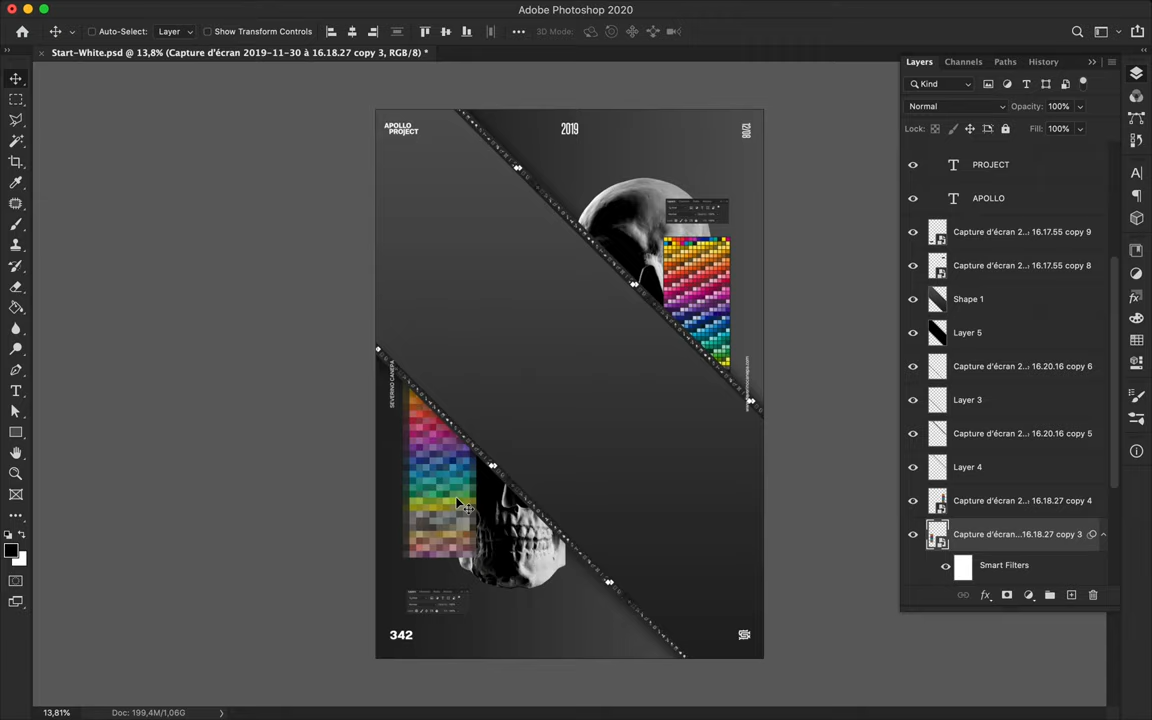 Adobe Photoshop 2020
Auto-Select:
Layer
Show Transform Controls
3D Mode:
Start-White.psd @ 13,8% (Capture d'écran 2019-11-30 à 16.18.27 copy 3, RGB/8) *
Layers
Channels
Paths
History
Kind
Normal
Opacity: 100%
Lock:
Fill: 100%
T PROJECT
T APOLLO
Capture d'écran 2...16.17.55 copy 9
Capture d'écran 2...16.17.55 copy 8
Shape 1
Layer 5
Capture d'écran 2...16.20.16 copy 6
Layer 3
Capture d'écran 2...16.20.16 copy 5
Layer 4
Capture d'écran 2...16.18.27 copy 4
Capture d'écran...16.18.27 copy 3
Smart Filters
APOLLO
PROJECT
2019
12/08
SEVERINO CANEPA
342
13,81%
Doc: 199,4M/1,06G